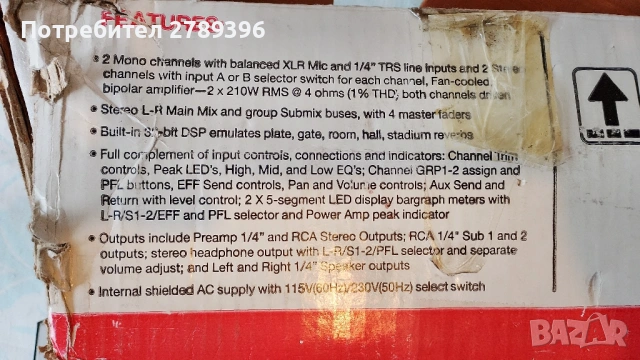 FEATURES
Потребител 2789396
• 2 Mono channels with balanced XLR Mic and 1/4" TRS line Inputs and 2 Stereo
channels with input A or B selector switch for each channel, Fan-cooled,
bipolar amplifier—2 x 210W RMS @ 4 ohms (1% THD) both channels driven
• Stereo L-R Main Mix and group Submix buses, with 4 master faders
• Built-in bit DSP emulates plate, gate, room, hall, stadium reverbs
• Full complement of input controls, connections and indicators: Channel Trim
controls, Peak LED's, High, Mid, and Low EQ's; Channel GRP1-2 assign and
PFL buttons, EFF Send controls, Pan and Volume controls; Aux Send and
Return with level control; 2 X 5-segment LED display bargraph meters with
L-R/S1-2/EFF and PFL selector and Power Amp peak indicator
• Outputs include Preamp 1/4" and RCA Stereo Outputs; RCA 1/4" Sub 1 and 2
outputs; stereo headphone output with L-R/S1-2/PFL selector and separate
volume adjust; and Left and Right 1/4" Speaker outputs
• Internal shielded AC supply with 115V(60Hz)/230V(50Hz) select switch
BAZAR